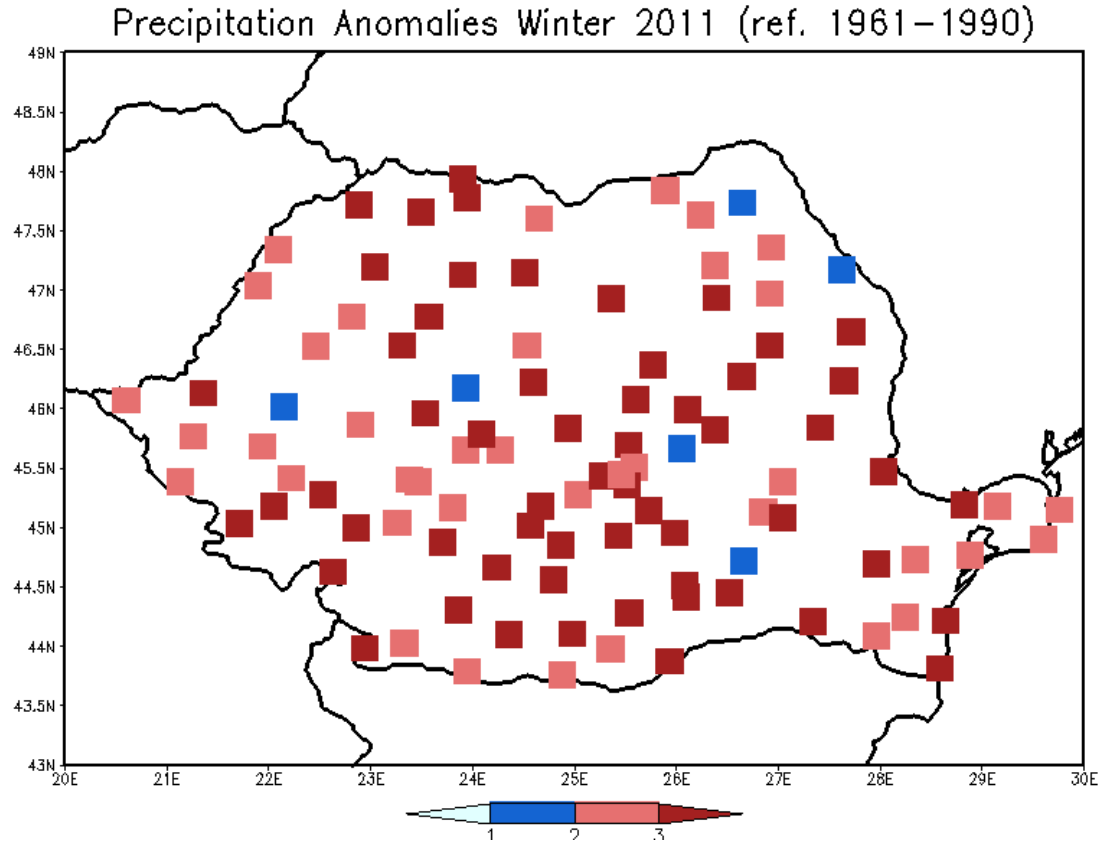 Precipitation Anomalies Winter 2011 (ref. 1961−1990)
49N
48.5N
48N
47.5N
47N
46.5N
46N
45.5N
45N
44.5N
44N
43.5N
43N
20E 21E 22E 23E 24E 25E 26E 27E 28E 29E 30E
1 2 3